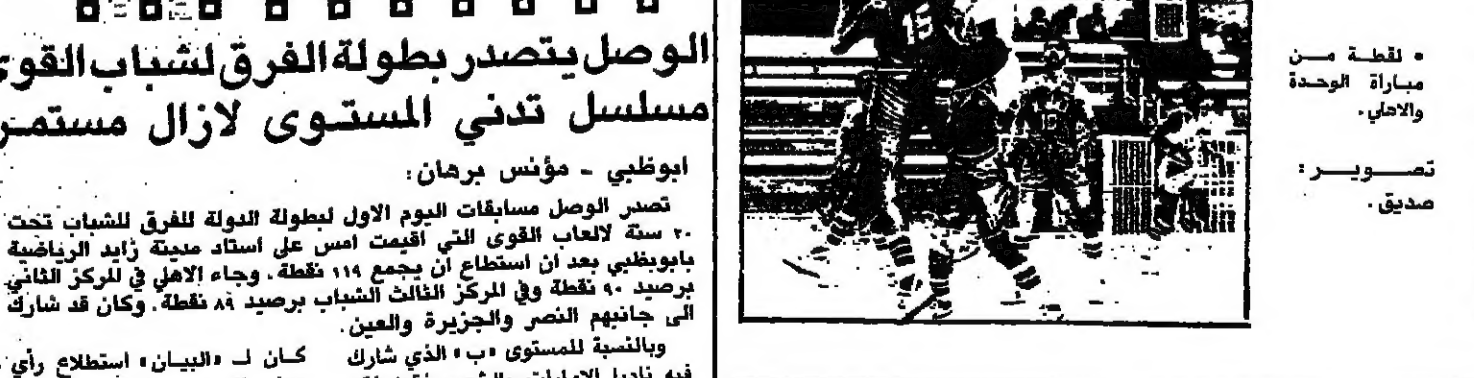 الوصل يتصدر بطولة الفرق لشباب القوى
مسلسل تدني المستوى لازال مستمر
ابوظبي - مؤنس برهان:
تصدر الوصل مسابقات اليوم الاول لبطولة الدولة للفرق للشباب تحت
٢٠ سنة لالعاب القوى التي اقيمت امس على استاد مدينة زايد الرياضية
بابوظبي بعد ان استطاع ان يجمع ١١٩ نقطة. وجاء الاهلي في المركز الثاني
برصيد ٩٠ نقطة وفي المركز الثالث الشباب برصيد ٨٩ نقطة. وكان قد شارك
الى جانبهم النصر والجزيرة والعين.
وبالنسبة للمستوى «ب» الذي شارك
فيه ناديا الامارات
كان لـ «البيان» استطلاع رأي
• لقطة من
مباراة الوحدة
والاهلي.
تصوير:
صديق.
15